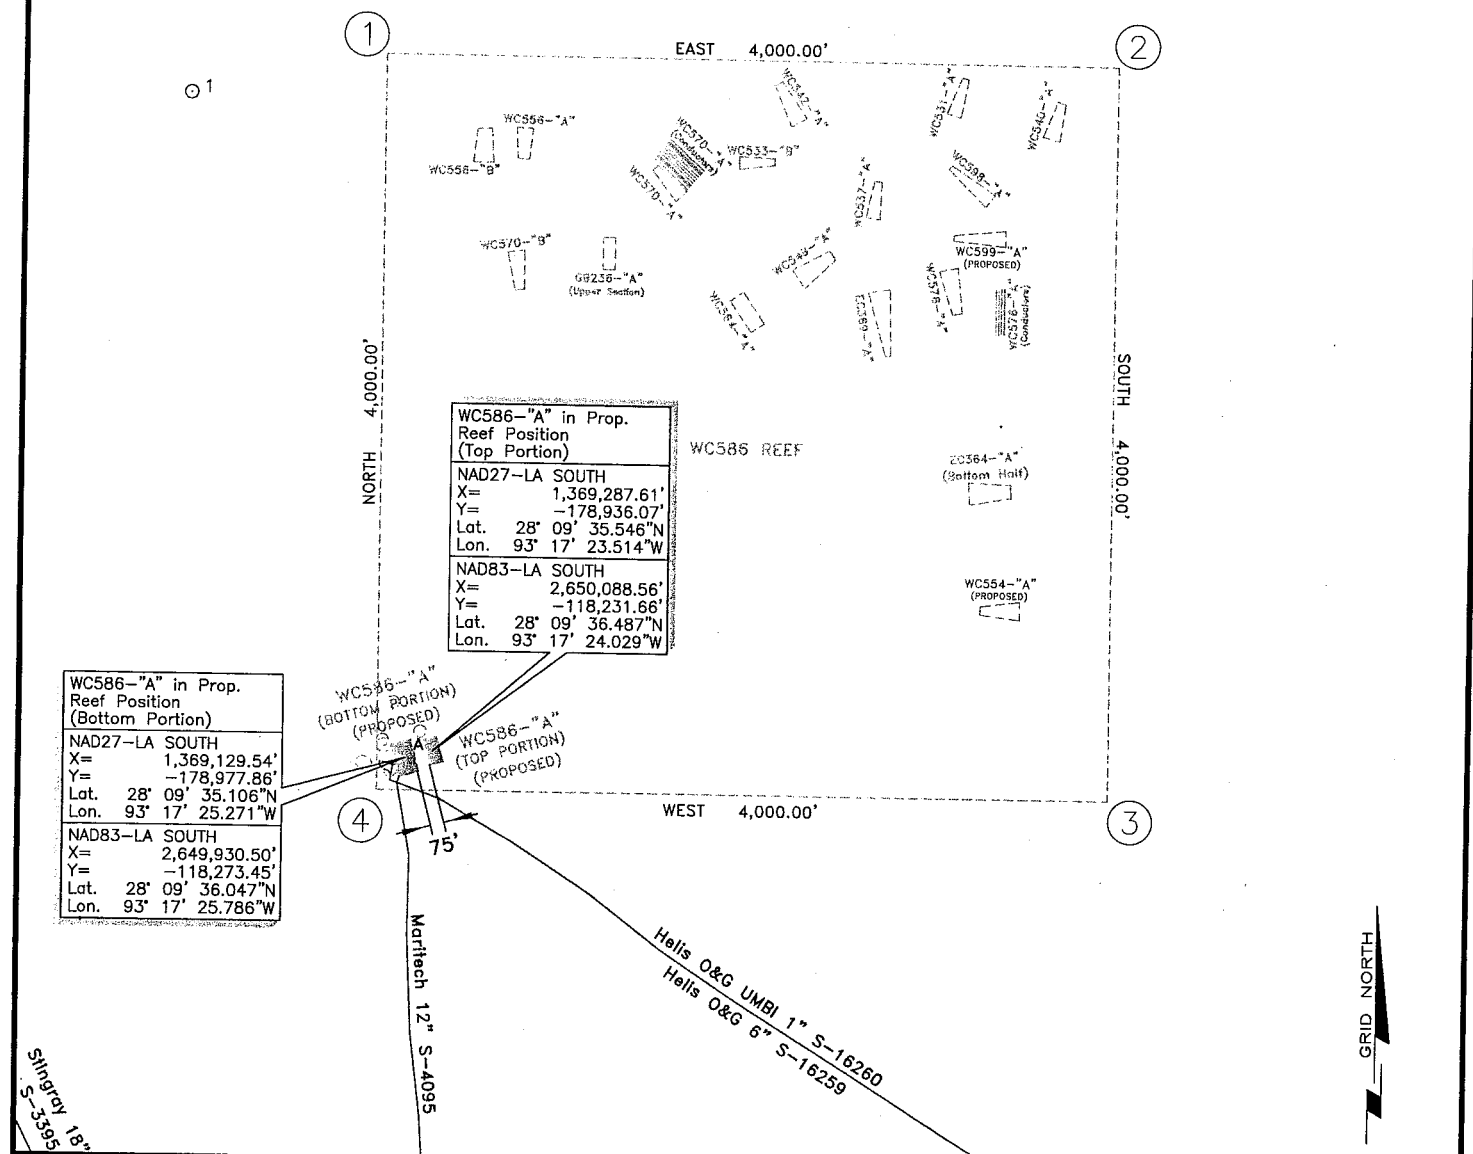 1
EAST 4,000.00'
2
1
WC556-"A"
WC556-"B"
WC570-"A"
(Conductors)
WC570-"A"
WC533-"B"
WC342-"A"
WC531-"A"
WC540-"A"
WC537-"A"
WC598-"A"
WC570-"B"
GB236-"A"
(Upper Section)
WC564-"A"
WC543-"A"
EC369-"A"
WC599-"A"
(PROPOSED)
WC576-"A"
WC576-"A"
(Conductors)
NORTH 4,000.00'
SOUTH 4,000.00'
WC586-"A" in Prop.
Reef Position
(Top Portion)
NAD27-LA SOUTH
X= 1,369,287.61'
Y= -178,936.07'
Lat. 28° 09' 35.546"N
Lon. 93° 17' 23.514"W
NAD83-LA SOUTH
X= 2,650,088.56'
Y= -118,231.66'
Lat. 28° 09' 36.487"N
Lon. 93° 17' 24.029"W
WC586 REEF
EC364-"A"
(Bottom Half)
WC554-"A"
(PROPOSED)
WC586-"A" in Prop.
Reef Position
(Bottom Portion)
NAD27-LA SOUTH
X= 1,369,129.54'
Y= -178,977.86'
Lat. 28° 09' 35.106"N
Lon. 93° 17' 25.271"W
NAD83-LA SOUTH
X= 2,649,930.50'
Y= -118,273.45'
Lat. 28° 09' 36.047"N
Lon. 93° 17' 25.786"W
WC586-"A"
(BOTTOM PORTION)
(PROPOSED)
A
WC586-"A"
(TOP PORTION)
(PROPOSED)
4
WEST 4,000.00'
3
75'
Maritech 12" S-4095
Helis O&G UMBI 1" S-16260
Helis O&G 6" S-16259
GRID NORTH
Stingray 18"
S-3395